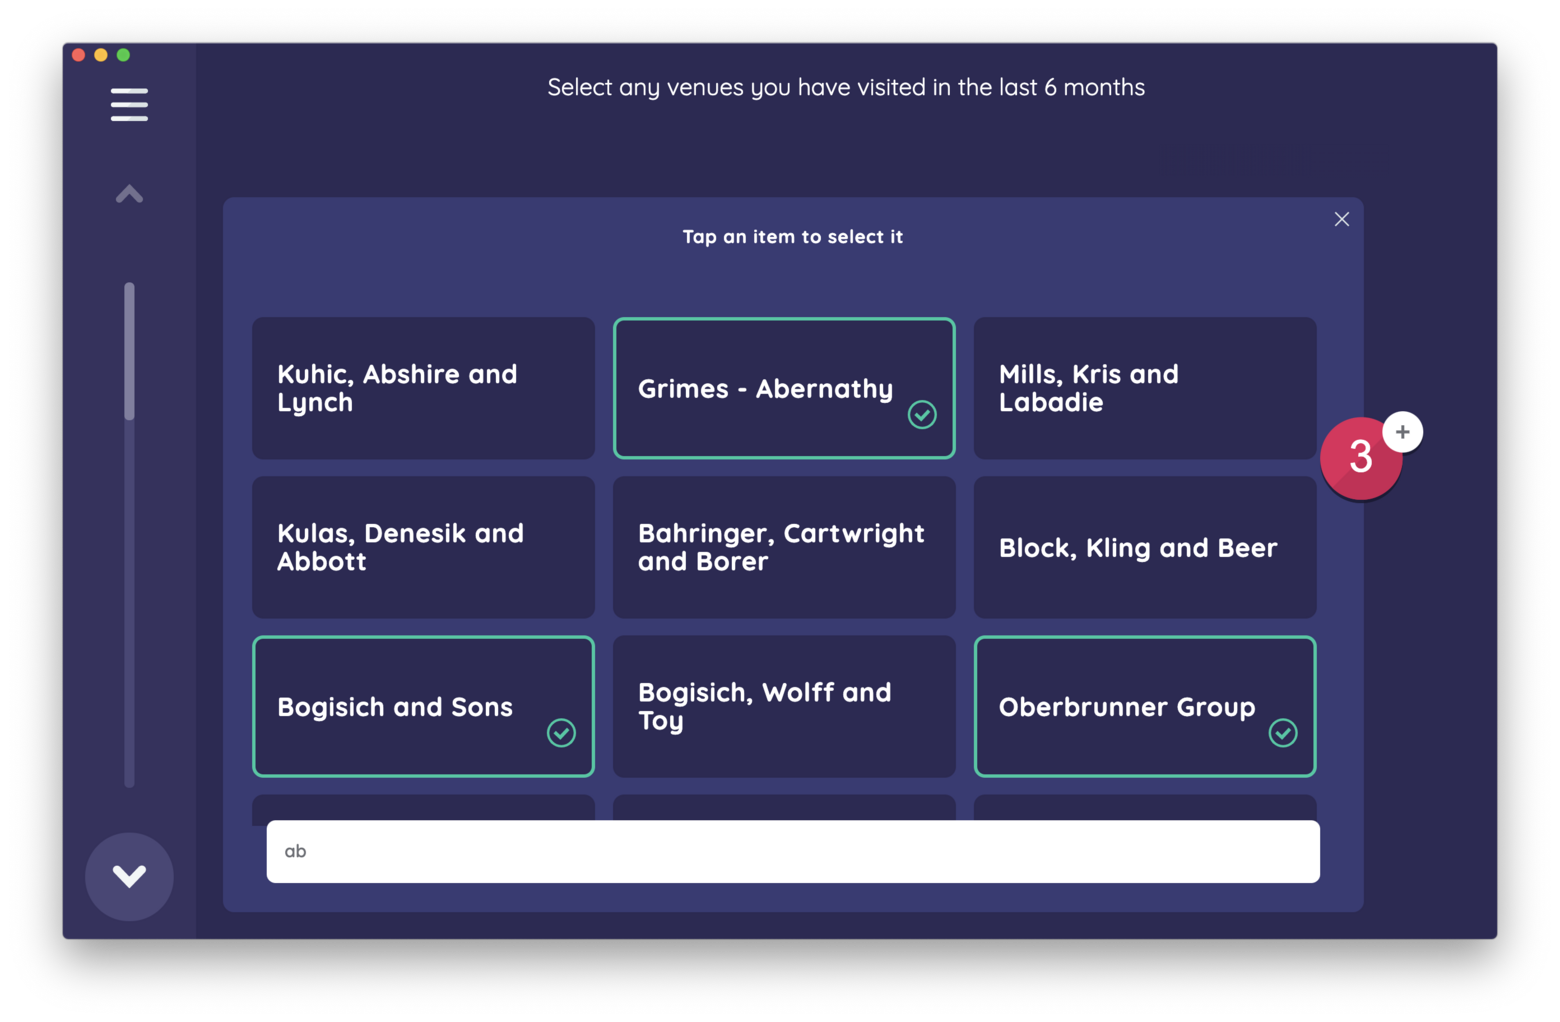 Select any venues you have visited in the last 6 months
Tap an item to select it
Kuhic, Abshire and
Lynch
Grimes - Abernathy
Mills, Kris and
Labadie
3
+
Kulas, Denesik and
Abbott
Bahringer, Cartwright
and Borer
Block, Kling and Beer
Bogisich and Sons
Bogisich, Wolff and
Toy
Oberbrunner Group
ab